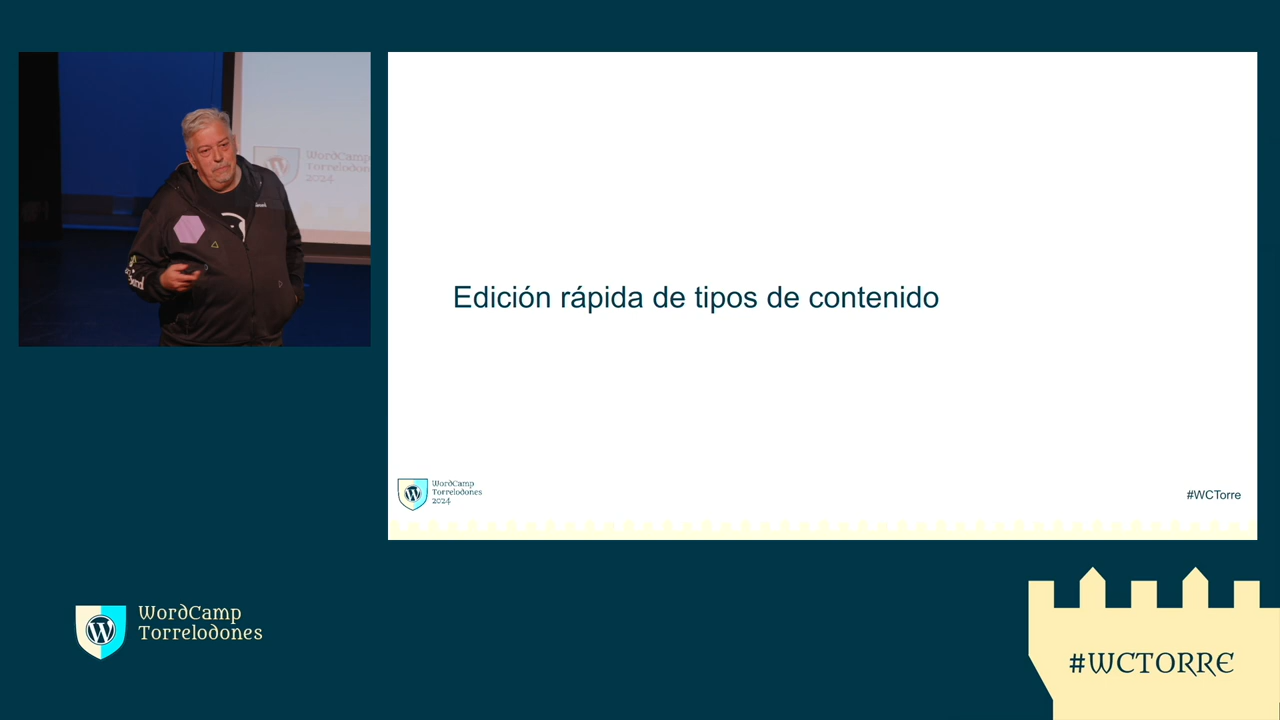 WordCamp
Torrelodones
2024
Edición rápida de tipos de contenido
WordCamp
Torrelodones
2024
#WCTorre
WordCamp
Torrelodones
#WCTORRE